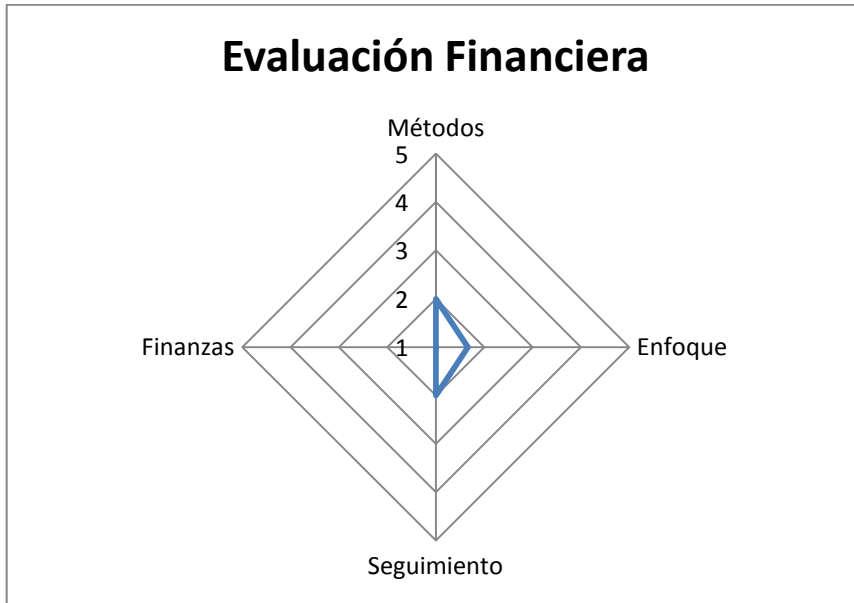 Evaluación Financiera
Métodos
5
4
3
2
Finanzas
1
Enfoque
Seguimiento